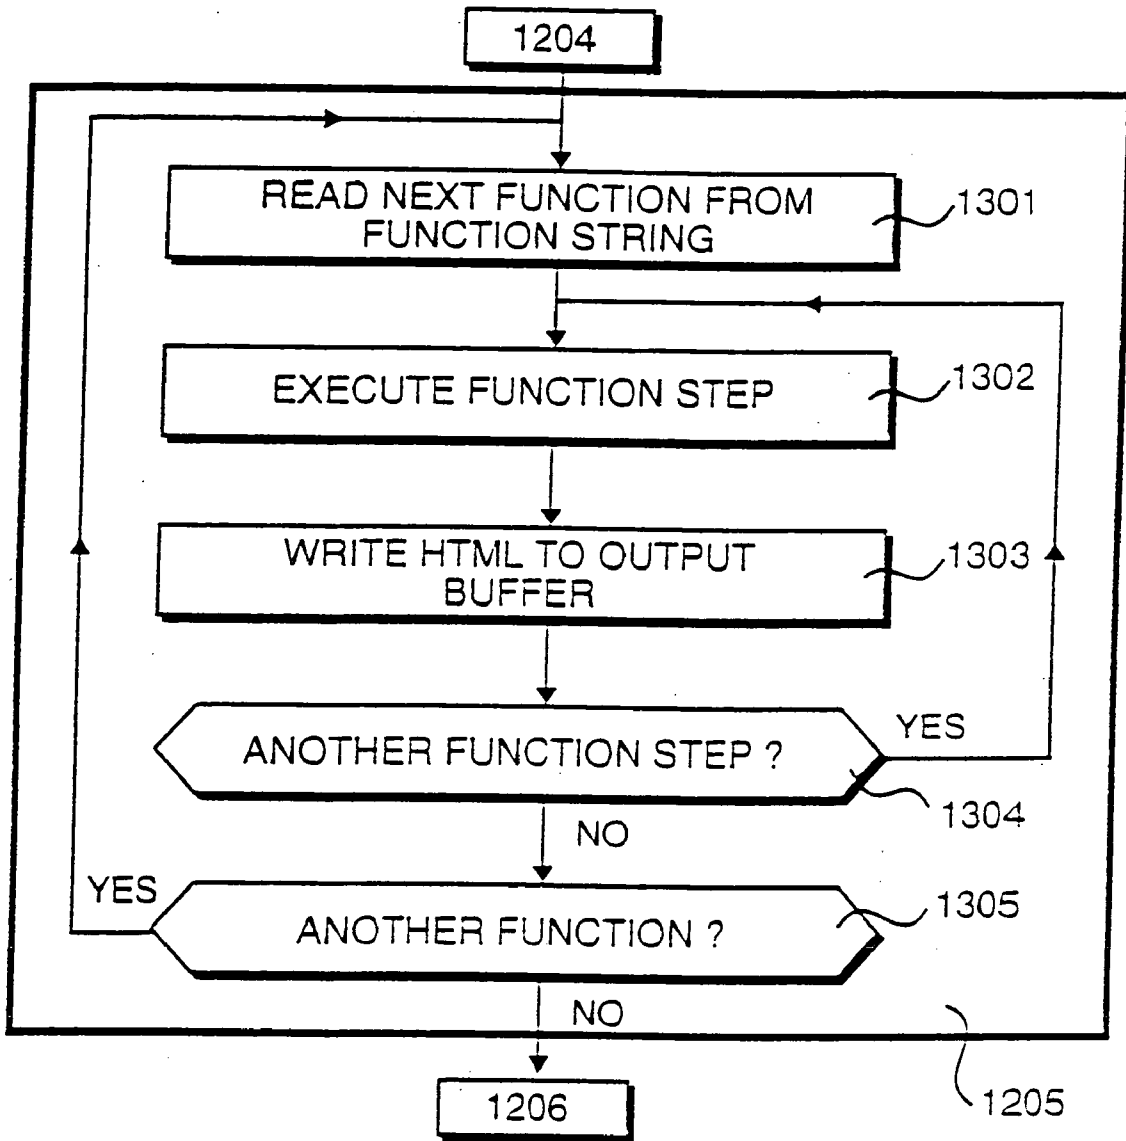 1204
READ NEXT FUNCTION FROM
FUNCTION STRING
1301
EXECUTE FUNCTION STEP
1302
WRITE HTML TO OUTPUT
BUFFER
1303
ANOTHER FUNCTION STEP ?
YES
1304
NO
YES
ANOTHER FUNCTION ?
1305
NO
1205
1206